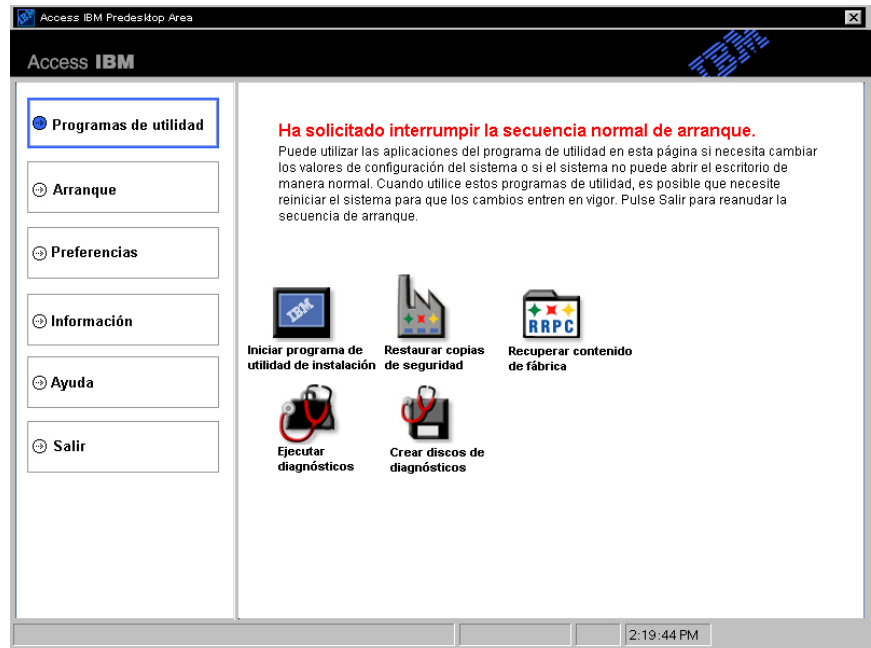 Access IBM Predesktop Area
Access IBM
IBM
Programas de utilidad
Arranque
Preferencias
Información
Ayuda
Salir
Ha solicitado interrumpir la secuencia normal de arranque.
Puede utilizar las aplicaciones del programa de utilidad en esta página si necesita cambiar
los valores de configuración del sistema o si el sistema no puede abrir el escritorio de
manera normal. Cuando utilice estos programas de utilidad, es posible que necesite
reiniciar el sistema para que los cambios entren en vigor. Pulse Salir para reanudar la
secuencia de arranque.
IBM
Iniciar programa de
utilidad de instalación
Restaurar copias
de seguridad
RRPC
Recuperar contenido
de fábrica
Ejecutar
diagnósticos
Crear discos de
diagnósticos
2:19:44 PM